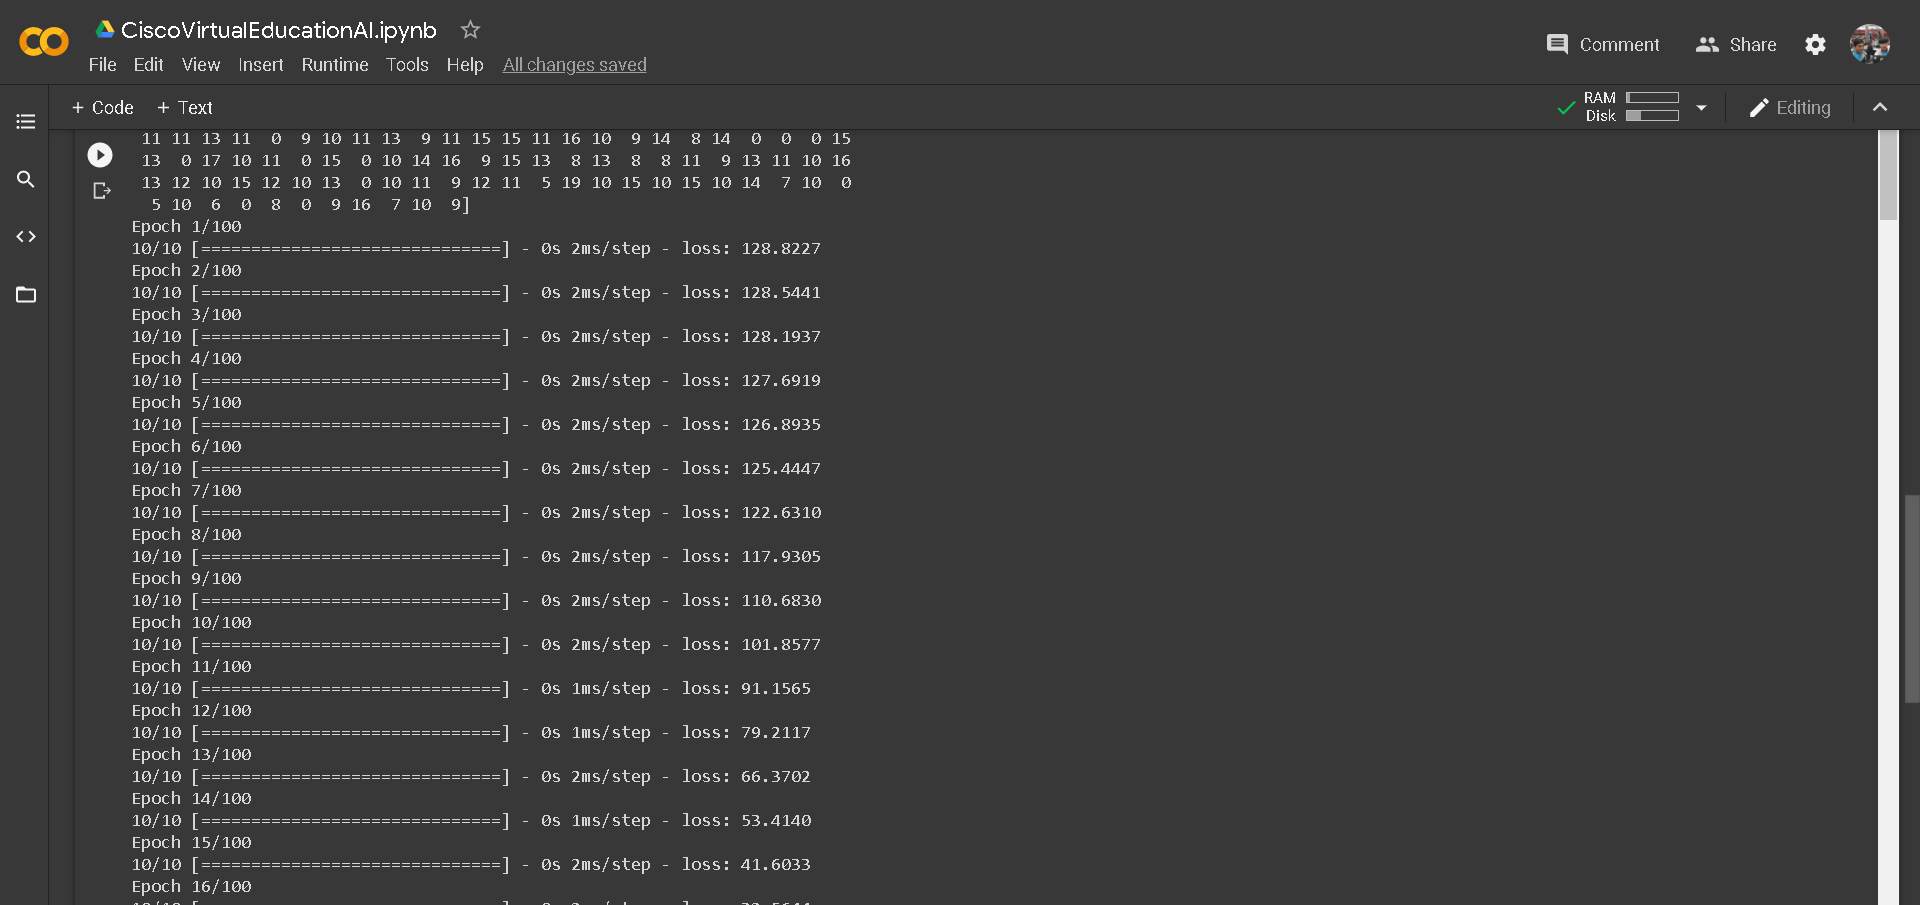 CiscoVirtualEducationAI.ipynb
File Edit View Insert Runtime Tools Help All changes saved
Comment Share
+ Code + Text
RAM
Disk
Editing
11 11 13 11 0 9 10 11 13 9 11 15 15 11 16 10 9 14 8 14 0 0 0 15
13 0 17 10 11 0 15 0 10 14 16 9 15 13 8 13 8 8 11 9 13 11 10 16
13 12 10 15 12 10 13 0 10 11 9 12 11 5 19 10 15 10 15 10 14 7 10 0
5 10 6 0 8 0 9 16 7 10 9]
Epoch 1/100
10/10 [==============================] - 0s 2ms/step - loss: 128.8227
Epoch 2/100
10/10 [==============================] - 0s 2ms/step - loss: 128.5441
Epoch 3/100
10/10 [==============================] - 0s 2ms/step - loss: 128.1937
Epoch 4/100
10/10 [==============================] - 0s 2ms/step - loss: 127.6919
Epoch 5/100
10/10 [==============================] - 0s 2ms/step - loss: 126.8935
Epoch 6/100
10/10 [==============================] - 0s 2ms/step - loss: 125.4447
Epoch 7/100
10/10 [==============================] - 0s 2ms/step - loss: 122.6310
Epoch 8/100
10/10 [==============================] - 0s 2ms/step - loss: 117.9305
Epoch 9/100
10/10 [==============================] - 0s 2ms/step - loss: 110.6830
Epoch 10/100
10/10 [==============================] - 0s 2ms/step - loss: 101.8577
Epoch 11/100
10/10 [==============================] - 0s 1ms/step - loss: 91.1565
Epoch 12/100
10/10 [==============================] - 0s 1ms/step - loss: 79.2117
Epoch 13/100
10/10 [==============================] - 0s 2ms/step - loss: 66.3702
Epoch 14/100
10/10 [==============================] - 0s 1ms/step - loss: 53.4140
Epoch 15/100
10/10 [==============================] - 0s 2ms/step - loss: 41.6033
Epoch 16/100